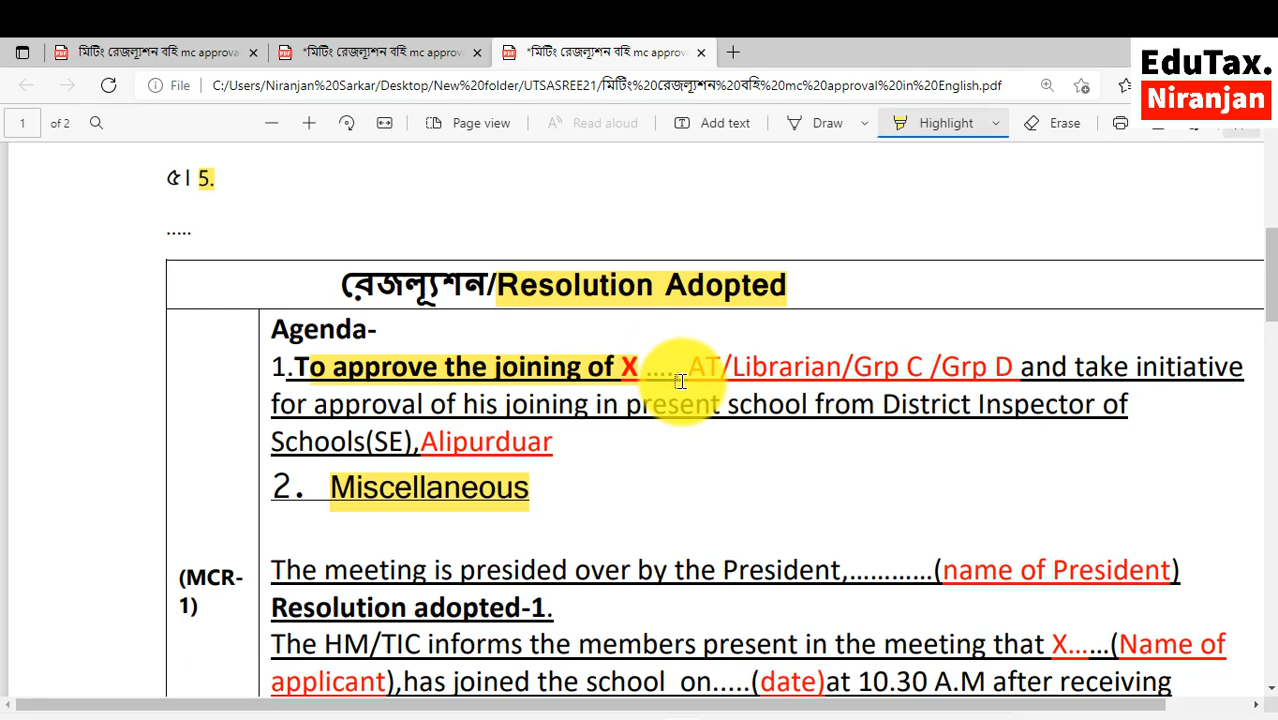 মিটিং রেজল্যূশন বহি mc approva
*মিটিং রেজল্যূশন বহি mc approv
*মিটিং রেজল্যূশন বহি mc approv
EduTax.
Niranjan
File
C:/Users/Niranjan%20Sarkar/Desktop/New%20folder/UTSASREE21/মিটিং%20রেজল্যূশন%20বহি%20mc%20approval%20in%20English.pdf
1 of 2
Page view
Read aloud
Add text
Draw
Highlight
Erase
৫। 5.
.....
রেজল্যূশন/Resolution Adopted
Agenda-
1.To approve the joining of X ......AT/Librarian/Grp C /Grp D and take initiative
for approval of his joining in present school from District Inspector of
Schools(SE),Alipurduar
2. Miscellaneous
The meeting is presided over by the President,............(name of President)
(MCR-
1)
Resolution adopted-1.
The HM/TIC informs the members present in the meeting that X......(Name of
applicant),has joined the school on.....(date)at 10.30 A.M after receiving